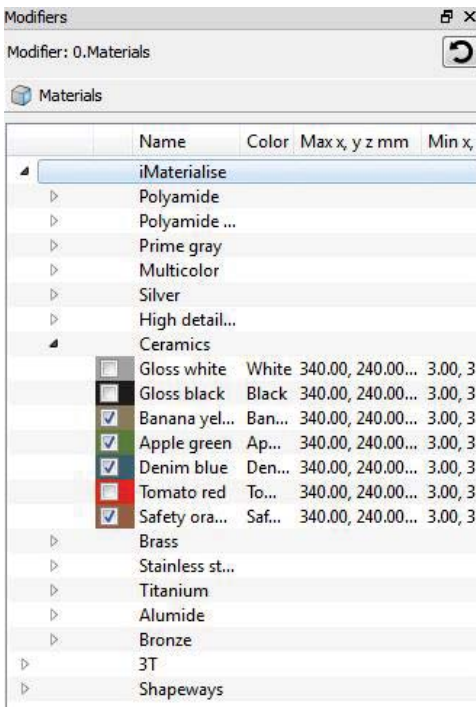 Modifiers
Modifier: 0.Materials
Materials
Name Color Max x, y z mm Min x,
iMaterialise
Polyamide
Polyamide ...
Prime gray
Multicolor
Silver
High detail...
Ceramics
Gloss white White 340.00, 240.00... 3.00, 3
Gloss black Black 340.00, 240.00... 3.00, 3
Banana yel... Ban... 340.00, 240.00... 3.00, 3
Apple green Ap... 340.00, 240.00... 3.00, 3
Denim blue Den... 340.00, 240.00... 3.00, 3
Tomato red To... 340.00, 240.00... 3.00, 3
Safety ora... Saf... 340.00, 240.00... 3.00, 3
Brass
Stainless st...
Titanium
Alumide
Bronze
3T
Shapeways